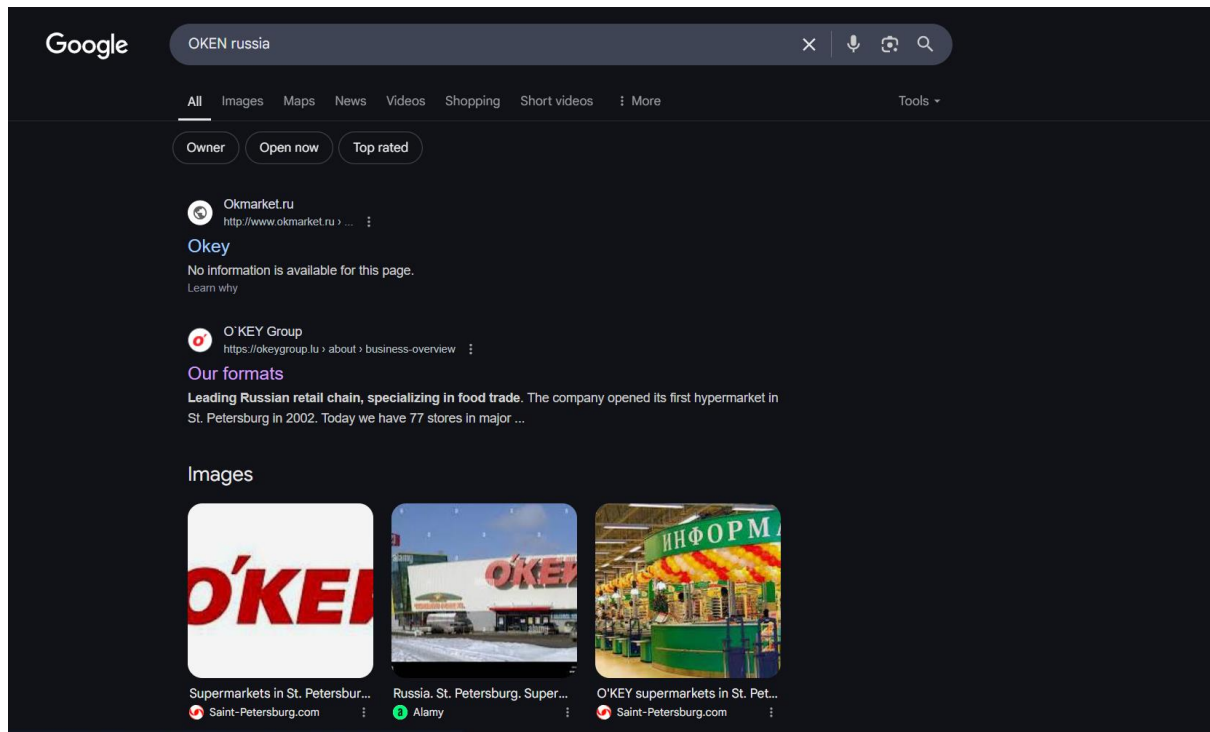 Google
OKEN russia
All Images Maps News Videos Shopping Short videos More
Tools
Owner Open now Top rated
Okmarket.ru
http://www.okmarket.ru › ...
Okey
No information is available for this page.
Learn why
O`KEY Group
https://okeygroup.lu › about › business-overview
Our formats
Leading Russian retail chain, specializing in food trade. The company opened its first hypermarket in
St. Petersburg in 2002. Today we have 77 stores in major ...
Images
О'КЕЙ
ИНФОРМА
Supermarkets in St. Petersbur... Russia. St. Petersburg. Super... O'KEY supermarkets in St. Pet...
Saint-Petersburg.com Alamy Saint-Petersburg.com